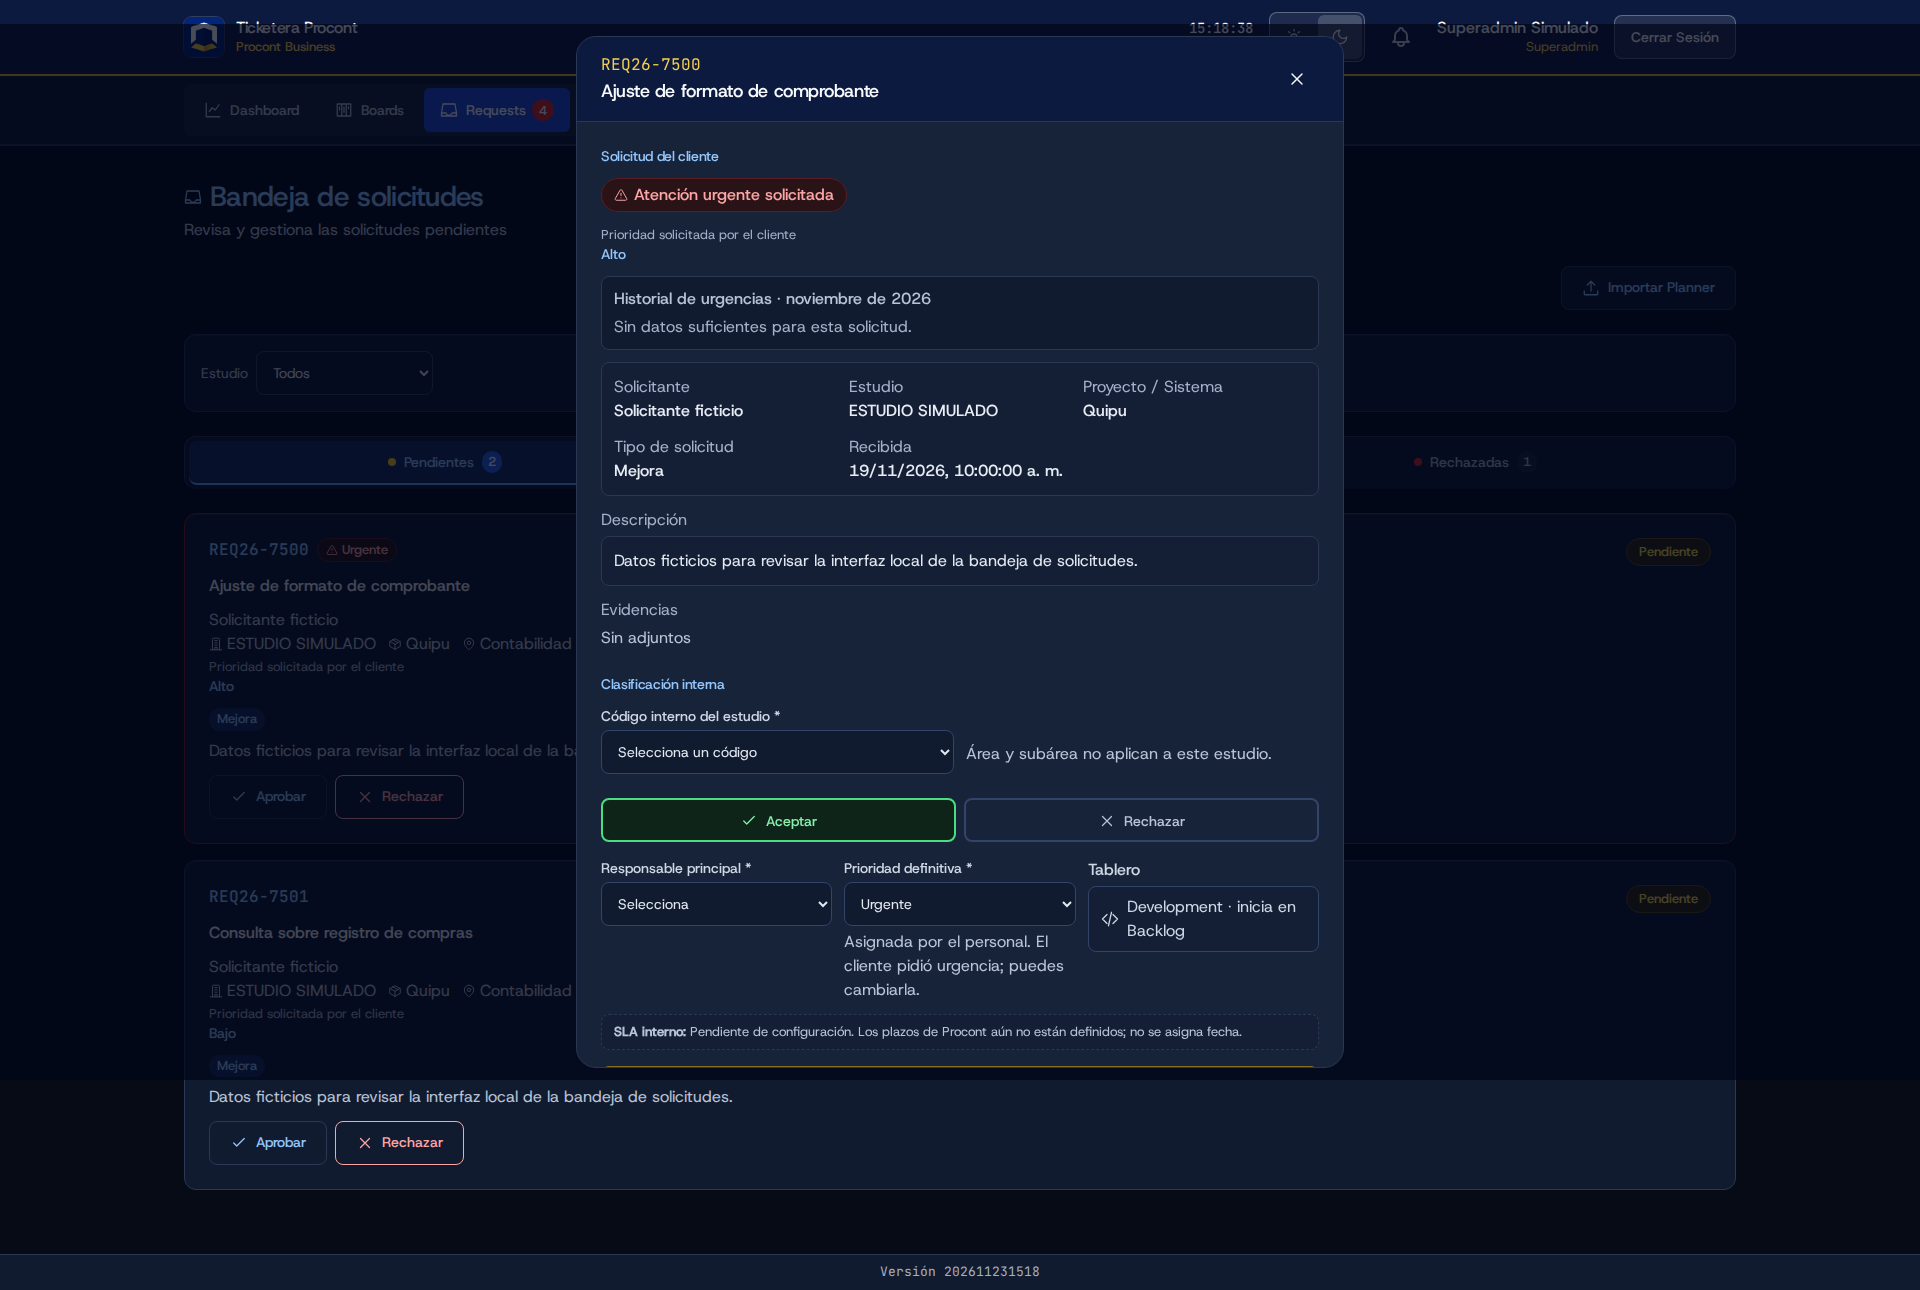 Ticketera Procont
Procont Business
15:18:38
Superadmin Simulado
Superadmin
Cerrar Sesión
Dashboard
Boards
Requests 4
Bandeja de solicitudes
Revisa y gestiona las solicitudes pendientes
Importar Planner
Estudio
Todos
Pendientes 2
Rechazadas 1
REQ26-7500
Urgente
Pendiente
Ajuste de formato de comprobante
Solicitante ficticio
ESTUDIO SIMULADO Quipu Contabilidad
Prioridad solicitada por el cliente
Alto
Mejora
Datos ficticios para revisar la interfaz local de la
Aprobar
Rechazar
REQ26-7501
Pendiente
Consulta sobre registro de compras
Solicitante ficticio
ESTUDIO SIMULADO Quipu Contabilidad
Prioridad solicitada por el cliente
Bajo
Mejora
Datos ficticios para revisar la interfaz local de la bandeja de solicitudes.
Aprobar
Rechazar
REQ26-7500
Ajuste de formato de comprobante
Solicitud del cliente
Atención urgente solicitada
Prioridad solicitada por el cliente
Alto
Historial de urgencias · noviembre de 2026
Sin datos suficientes para esta solicitud.
Solicitante
Solicitante ficticio
Estudio
ESTUDIO SIMULADO
Proyecto / Sistema
Quipu
Tipo de solicitud
Mejora
Recibida
19/11/2026, 10:00:00 a. m.
Descripción
Datos ficticios para revisar la interfaz local de la bandeja de solicitudes.
Evidencias
Sin adjuntos
Clasificación interna
Código interno del estudio *
Selecciona un código
Área y subárea no aplican a este estudio.
Aceptar
Rechazar
Responsable principal *
Selecciona
Prioridad definitiva *
Urgente
Asignada por el personal. El
cliente pidió urgencia; puedes
cambiarla.
Tablero
Development · inicia en
Backlog
SLA interno: Pendiente de configuración. Los plazos de Procont aún no están definidos; no se asigna fecha.
Versión 202611231518